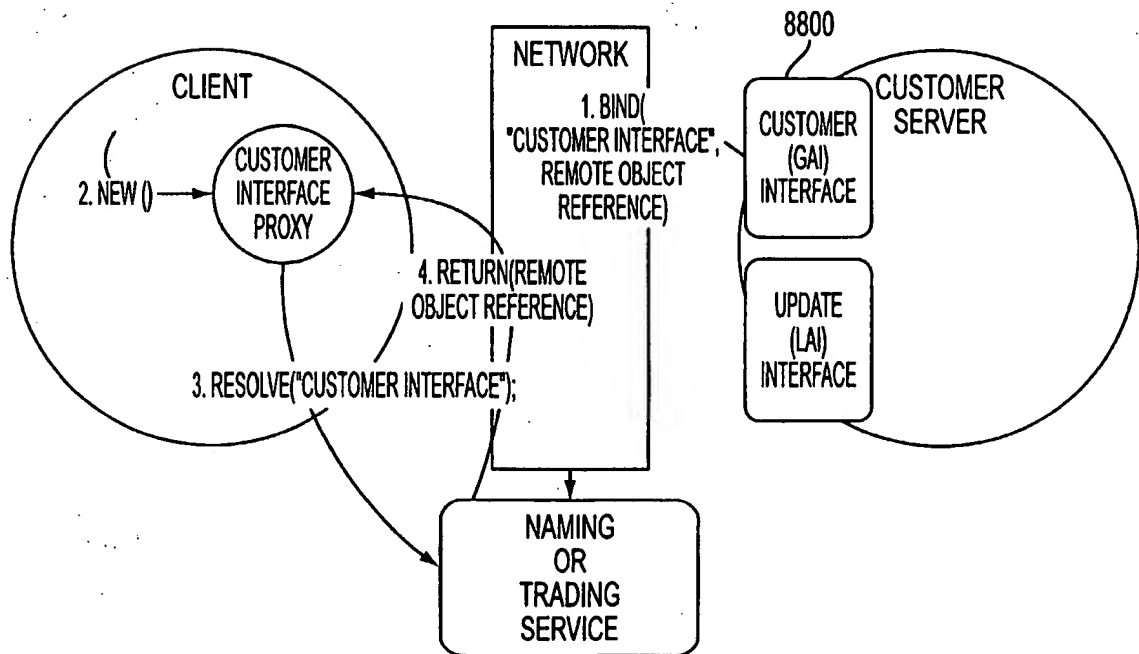 8800
CLIENT
NETWORK
CUSTOMER
SERVER
1. BIND(
"CUSTOMER INTERFACE",
REMOTE OBJECT
REFERENCE)
CUSTOMER
(GAI)
INTERFACE
2. NEW ()
CUSTOMER
INTERFACE
PROXY
4. RETURN(REMOTE
OBJECT REFERENCE)
UPDATE
(LAI)
INTERFACE
3. RESOLVE("CUSTOMER INTERFACE");
NAMING
OR
TRADING
SERVICE